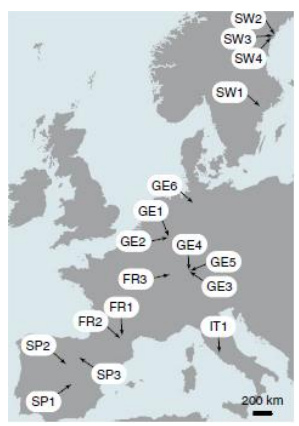 SW2
SW3
SW4
SW1
GE6
GE1
GE2
GE4
GE5
FR3
GE3
FR1
FR2
IT1
SP2
SP3
SP1
200 km